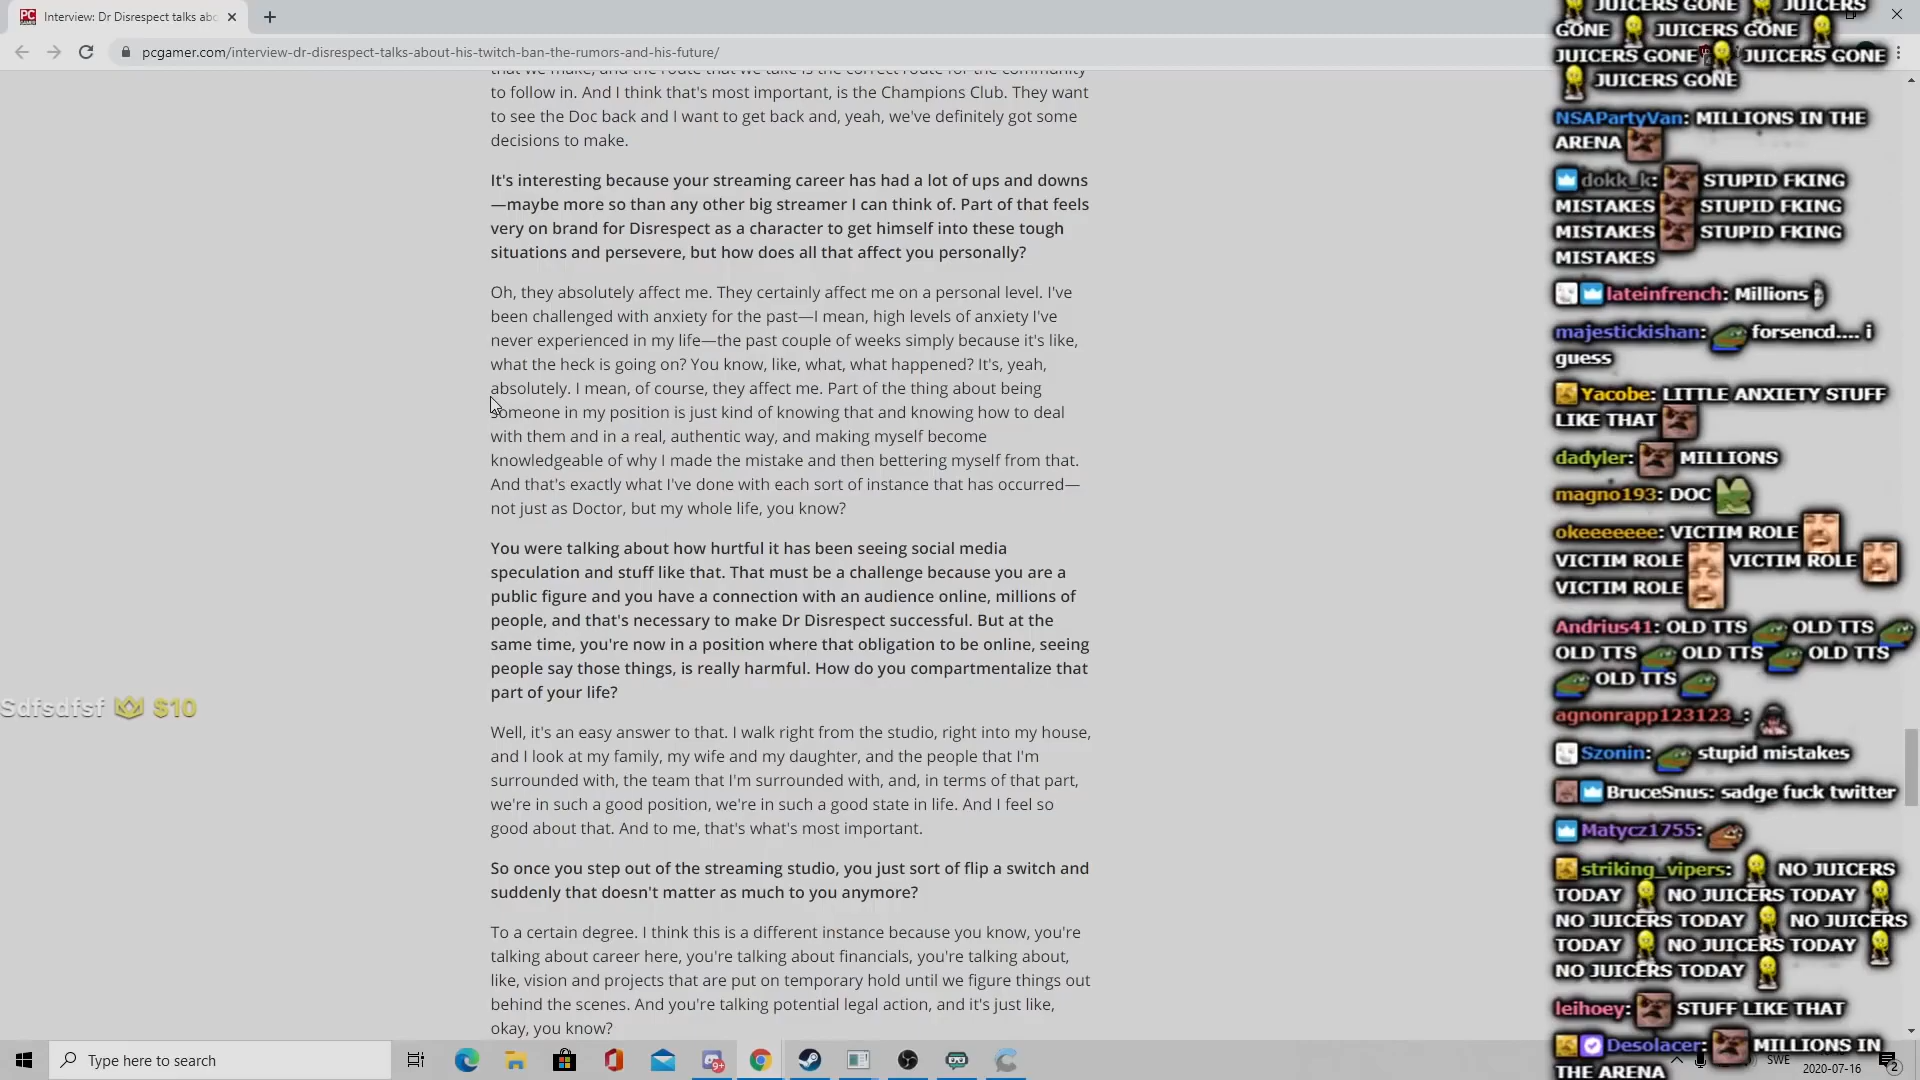 Interview: Dr Disrespect talks abo
pcgamer.com/interview-dr-disrespect-talks-about-his-twitch-ban-the-rumors-and-his-future/
that we make, and the route that we take is the correct route for the community
to follow in. And I think that's most important, is the Champions Club. They want
to see the Doc back and I want to get back and, yeah, we've definitely got some
decisions to make.
It's interesting because your streaming career has had a lot of ups and downs
—maybe more so than any other big streamer I can think of. Part of that feels
very on brand for Disrespect as a character to get himself into these tough
situations and persevere, but how does all that affect you personally?
Oh, they absolutely affect me. They certainly affect me on a personal level. I've
been challenged with anxiety for the past—I mean, high levels of anxiety I've
never experienced in my life—the past couple of weeks simply because it's like,
what the heck is going on? You know, like, what, what happened? It's, yeah,
absolutely. I mean, of course, they affect me. Part of the thing about being
someone in my position is just kind of knowing that and knowing how to deal
with them and in a real, authentic way, and making myself become
knowledgeable of why I made the mistake and then bettering myself from that.
And that's exactly what I've done with each sort of instance that has occurred—
not just as Doctor, but my whole life, you know?
You were talking about how hurtful it has been seeing social media
speculation and stuff like that. That must be a challenge because you are a
public figure and you have a connection with an audience online, millions of
people, and that's necessary to make Dr Disrespect successful. But at the
same time, you're now in a position where that obligation to be online, seeing
people say those things, is really harmful. How do you compartmentalize that
part of your life?
Well, it's an easy answer to that. I walk right from the studio, right into my house,
and I look at my family, my wife and my daughter, and the people that I'm
surrounded with, the team that I'm surrounded with, and, in terms of that part,
we're in such a good position, we're in such a good state in life. And I feel so
good about that. And to me, that's what's most important.
So once you step out of the streaming studio, you just sort of flip a switch and
suddenly that doesn't matter as much to you anymore?
To a certain degree. I think this is a different instance because you know, you're
talking about career here, you're talking about financials, you're talking about,
like, vision and projects that are put on temporary hold until we figure things out
behind the scenes. And you're talking potential legal action, and it's just like,
okay, you know?
Sdfsdfsf $10
JUICERS GONE JUICERS
GONE JUICERS GONE
JUICERS GONE JUICERS GONE
JUICERS GONE
NSAPartyVan: MILLIONS IN THE
ARENA
dokk_k: STUPID FKING
MISTAKES STUPID FKING
MISTAKES STUPID FKING
MISTAKES
lateinfrench: Millions
majestickishan: forsencd.... i
guess
Yacobe: LITTLE ANXIETY STUFF
LIKE THAT
dadyler: MILLIONS
magno193: DOC
okeeeeeee: VICTIM ROLE
VICTIM ROLE VICTIM ROLE
VICTIM ROLE
Andrius41: OLD TTS OLD TTS
OLD TTS OLD TTS OLD TTS
OLD TTS
agnonrapp123123_:
Szonin: stupid mistakes
BruceSnus: sadge fuck twitter
Matycz1755:
striking_vipers: NO JUICERS
TODAY NO JUICERS TODAY
NO JUICERS TODAY NO JUICERS
TODAY NO JUICERS TODAY
NO JUICERS TODAY
leihoey: STUFF LIKE THAT
Desolacer: MILLIONS IN
THE ARENA
Type here to search
9+
SWE
2020-07-16
2